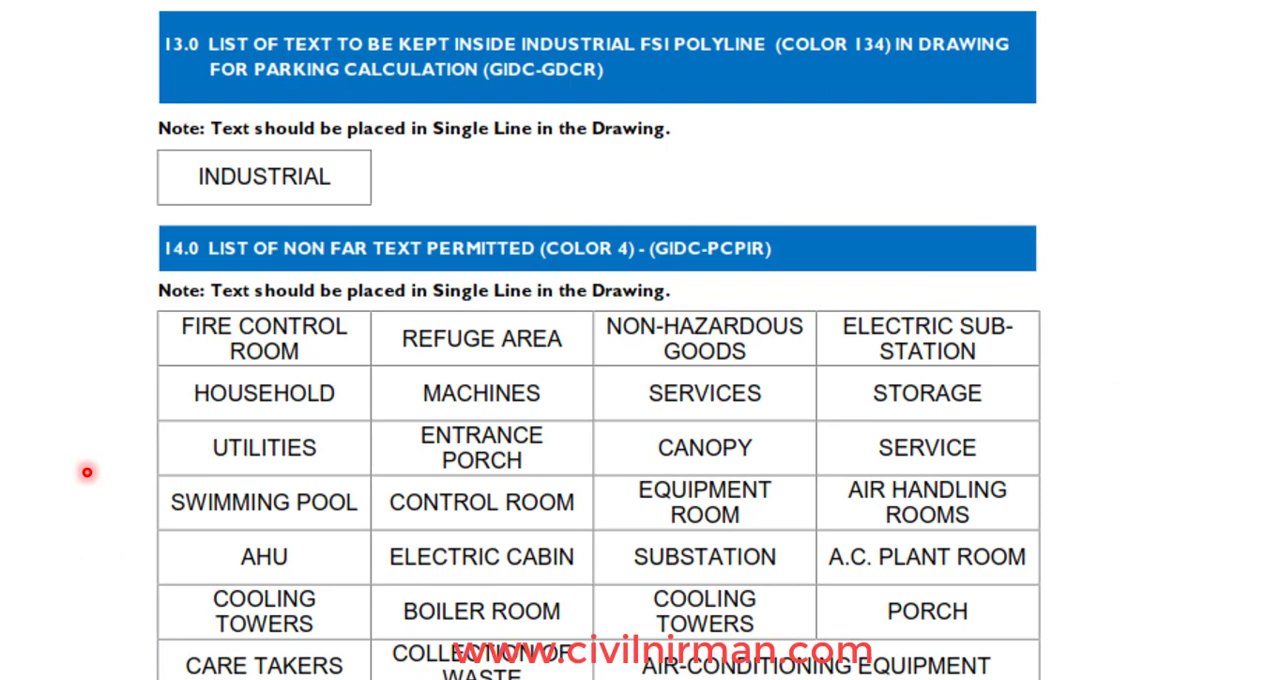 13.0 LIST OF TEXT TO BE KEPT INSIDE INDUSTRIAL FSI POLYLINE (COLOR 134) IN DRAWING
FOR PARKING CALCULATION (GIDC-GDCR)
Note: Text should be placed in Single Line in the Drawing.
INDUSTRIAL
14.0 LIST OF NON FAR TEXT PERMITTED (COLOR 4) - (GIDC-PCPIR)
Note: Text should be placed in Single Line in the Drawing.
FIRE CONTROL
ROOM
REFUGE AREA
NON-HAZARDOUS
GOODS
ELECTRIC SUB-
STATION
HOUSEHOLD
MACHINES
SERVICES
STORAGE
UTILITIES
ENTRANCE
PORCH
CANOPY
SERVICE
SWIMMING POOL
CONTROL ROOM
EQUIPMENT
ROOM
AIR HANDLING
ROOMS
AHU
ELECTRIC CABIN
SUBSTATION
A.C. PLANT ROOM
COOLING
TOWERS
BOILER ROOM
COOLING
TOWERS
PORCH
CARE TAKERS
COLLECTION OF
WASTE
AIR-CONDITIONING EQUIPMENT
www.civilnirman.com